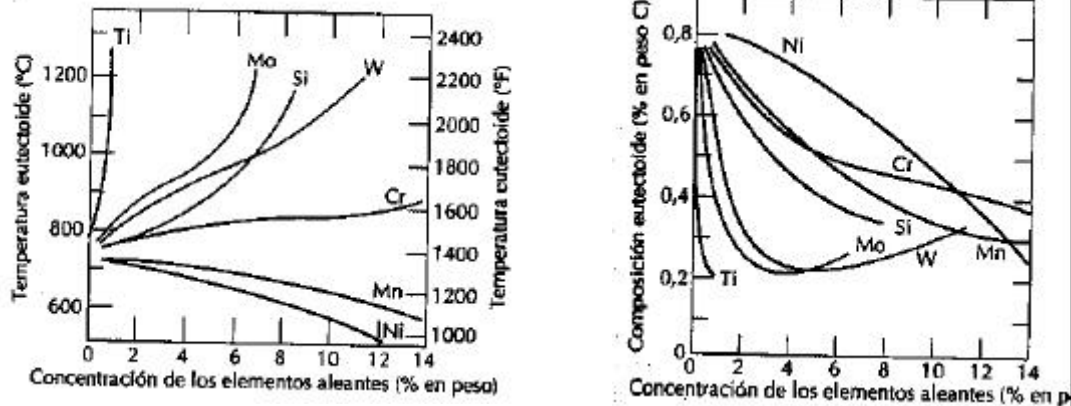 Temperatura eutectoide (°C)
1200
1000
800
600
Ti
Mo
Si
W
Cr
Mn
Ni
2400
2200
2000
1800
1600
1400
1200
1000
Temperatura eutectoide (°F)
0 2 4 6 8 10 12 14
Concentración de los elementos aleantes (% en peso)
Composición eutectoide (% en peso C)
0,8
0,6
0,4
0,2
0
Ni
Cr
Si
Mo
W
Mn
Ti
2 4 6 8 10 12 14
Concentración de los elementos aleantes (% en p